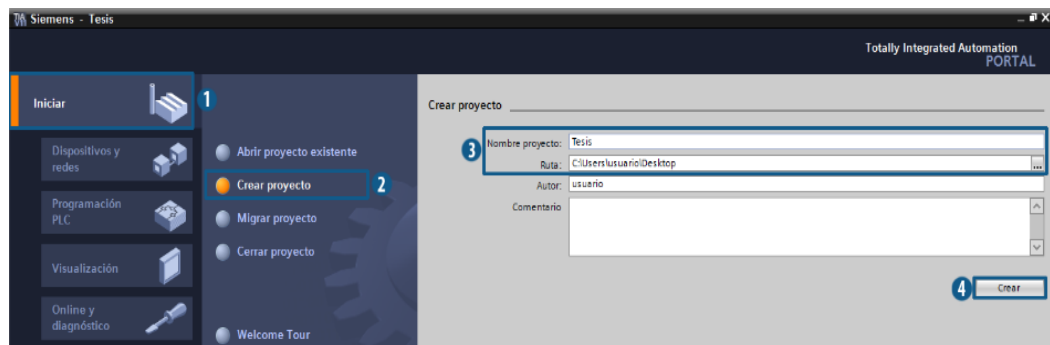 Siemens - Tesis
Totally Integrated Automation
PORTAL
Iniciar
1
Dispositivos y
redes
Programación
PLC
Visualización
Online y
diagnóstico
Abrir proyecto existente
Crear proyecto
2
Migrar proyecto
Cerrar proyecto
Welcome Tour
Crear proyecto
3
Nombre proyecto: Tesis
Ruta: C:\Users\usuario\Desktop
...
Autor: usuario
Comentario
4
Crear